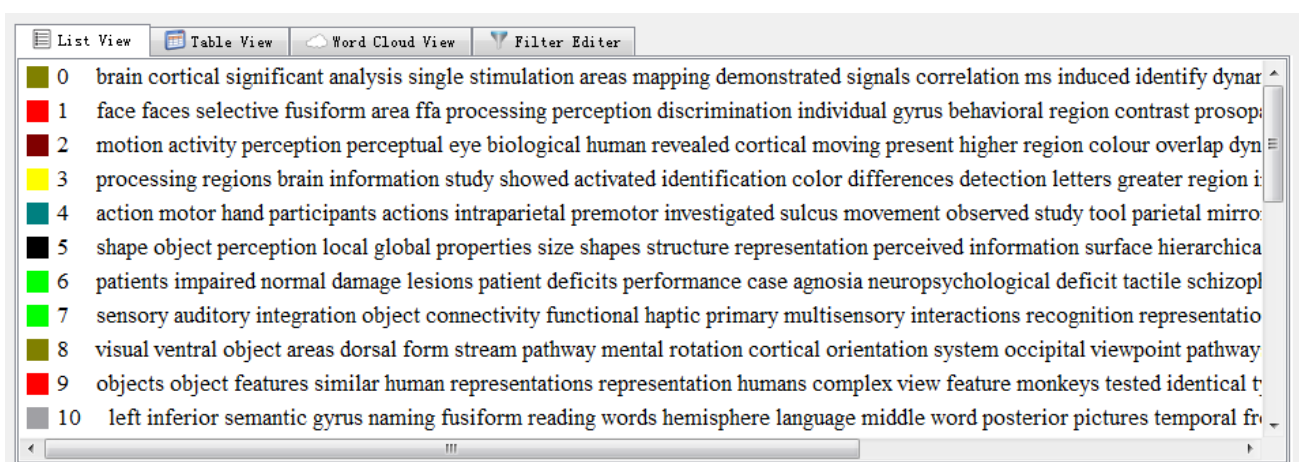 List View Table View Word Cloud View Filter Editer
0 brain cortical significant analysis single stimulation areas mapping demonstrated signals correlation ms induced identify dynar
1 face faces selective fusiform area ffa processing perception discrimination individual gyrus behavioral region contrast prosop
2 motion activity perception perceptual eye biological human revealed cortical moving present higher region colour overlap dyn
3 processing regions brain information study showed activated identification color differences detection letters greater region i
4 action motor hand participants actions intraparietal premotor investigated sulcus movement observed study tool parietal mirro
5 shape object perception local global properties size shapes structure representation perceived information surface hierarchica
6 patients impaired normal damage lesions patient deficits performance case agnosia neuropsychological deficit tactile schizopl
7 sensory auditory integration object connectivity functional haptic primary multisensory interactions recognition representatio
8 visual ventral object areas dorsal form stream pathway mental rotation cortical orientation system occipital viewpoint pathway
9 objects object features similar human representations representation humans complex view feature monkeys tested identical t
10 left inferior semantic gyrus naming fusiform reading words hemisphere language middle word posterior pictures temporal fr